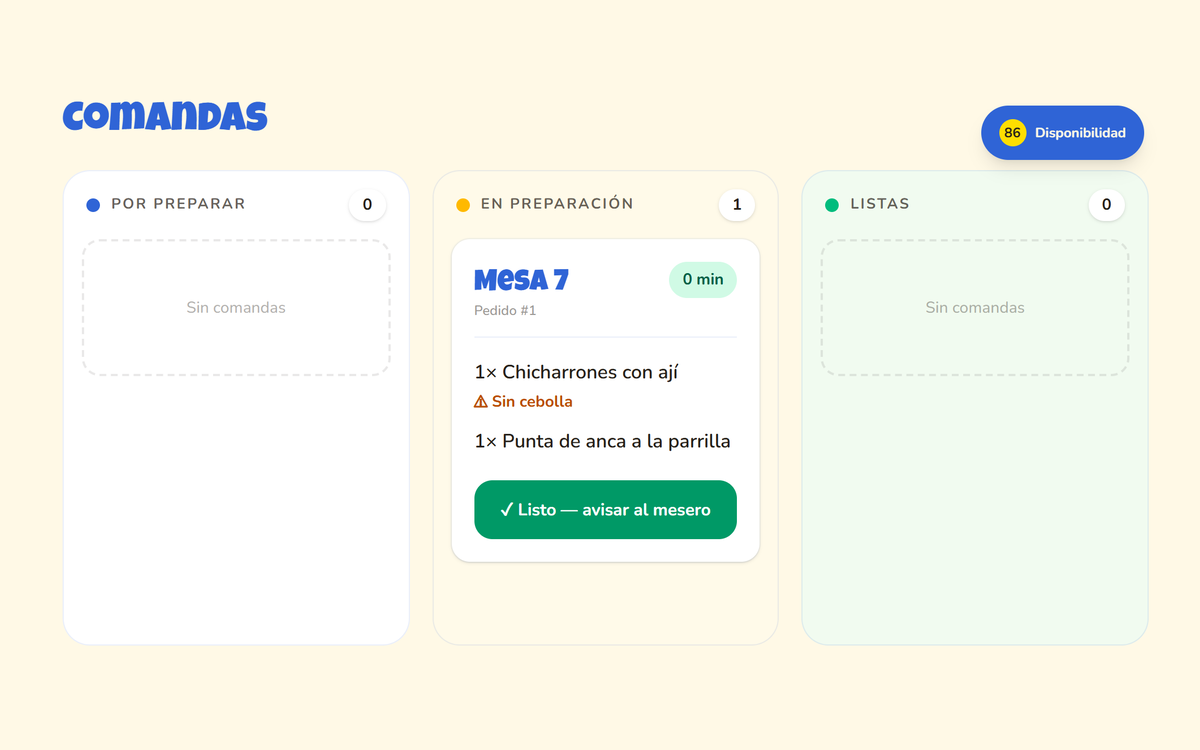 Comandas
86 Disponibilidad
POR PREPARAR 0
Sin comandas
EN PREPARACIÓN 1
Mesa 7 0 min
Pedido #1
1× Chicharrones con ají
⚠ Sin cebolla
1× Punta de anca a la parrilla
✓ Listo — avisar al mesero
LISTAS 0
Sin comandas